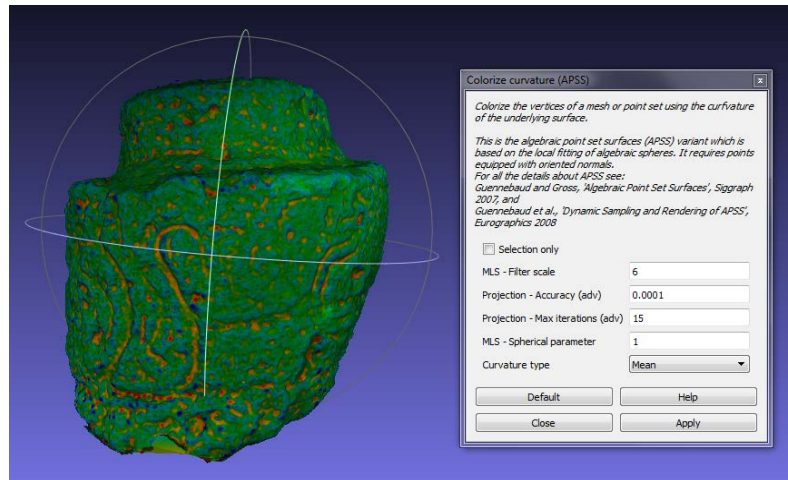 Colorize curvature (APSS)
x
Colorize the vertices of a mesh or point set using the curfvature
of the underlying surface.
This is the algebraic point set surfaces (APSS) variant which is
based on the local fitting of algebraic spheres. It requires points
equipped with oriented normals.
For all the details about APSS see:
Guennebaud and Gross, 'Algebraic Point Set Surfaces', Siggraph
2007, and
Guennebaud et al., 'Dynamic Sampling and Rendering of APSS',
Eurographics 2008
Selection only
MLS - Filter scale 6
Projection - Accuracy (adv) 0.0001
Projection - Max iterations (adv) 15
MLS - Spherical parameter 1
Curvature type Mean
Default Help
Close Apply